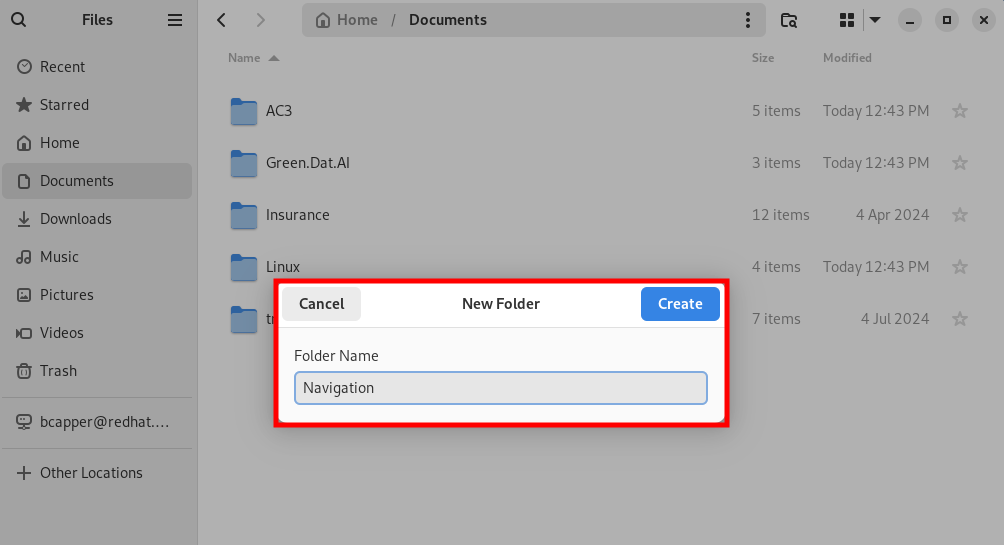 Files
Home / Documents
Name Size Modified
Recent
Starred
Home
Documents
Downloads
Music
Pictures
Videos
Trash
bcapper@redhat....
Other Locations
AC3 5 items Today 12:43 PM
Green.Dat.AI 3 items Today 12:43 PM
Insurance 12 items 4 Apr 2024
Linux 4 items Today 12:43 PM
7 items 4 Jul 2024
Cancel New Folder Create
Folder Name
Navigation